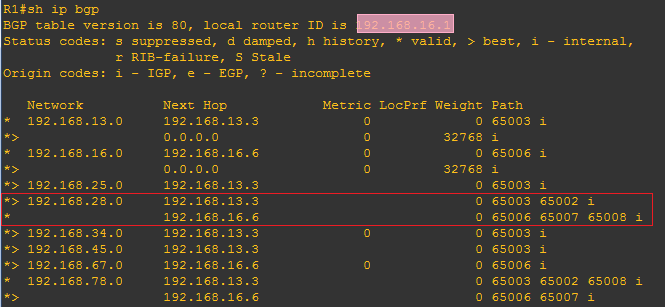 R1#sh ip bgp
BGP table version is 80, local router ID is 192.168.16.1
Status codes: s suppressed, d damped, h history, * valid, > best, i - internal,
              r RIB-failure, S Stale
Origin codes: i - IGP, e - EGP, ? - incomplete

   Network          Next Hop            Metric LocPrf Weight Path
*  192.168.13.0     192.168.13.3             0             0 65003 i
*>                  0.0.0.0                  0         32768 i
*  192.168.16.0     192.168.16.6             0             0 65006 i
*>                  0.0.0.0                  0         32768 i
*> 192.168.25.0     192.168.13.3                           0 65003 i
*> 192.168.28.0     192.168.13.3                           0 65003 65002 i
*                   192.168.16.6                           0 65006 65007 65008 i
*> 192.168.34.0     192.168.13.3             0             0 65003 i
*> 192.168.45.0     192.168.13.3                           0 65003 i
*> 192.168.67.0     192.168.16.6             0             0 65006 i
*  192.168.78.0     192.168.13.3                           0 65003 65002 65008 i
*>                  192.168.16.6                           0 65006 65007 i